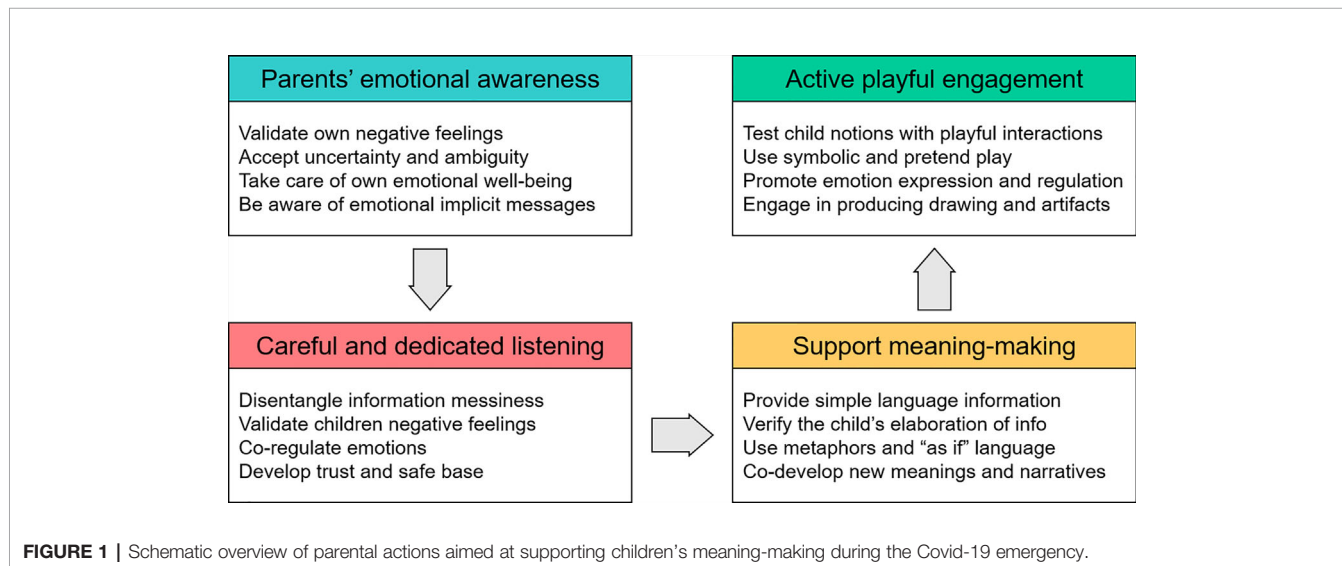 Parents' emotional awareness
Validate own negative feelings
Accept uncertainty and ambiguity
Take care of own emotional well-being
Be aware of emotional implicit messages
Careful and dedicated listening
Disentangle information messiness
Validate children negative feelings
Co-regulate emotions
Develop trust and safe base
Support meaning-making
Provide simple language information
Verify the child's elaboration of info
Use metaphors and “as if” language
Co-develop new meanings and narratives
Active playful engagement
Test child notions with playful interactions
Use symbolic and pretend play
Promote emotion expression and regulation
Engage in producing drawing and artifacts
FIGURE 1 | Schematic overview of parental actions aimed at supporting children's meaning-making during the Covid-19 emergency.